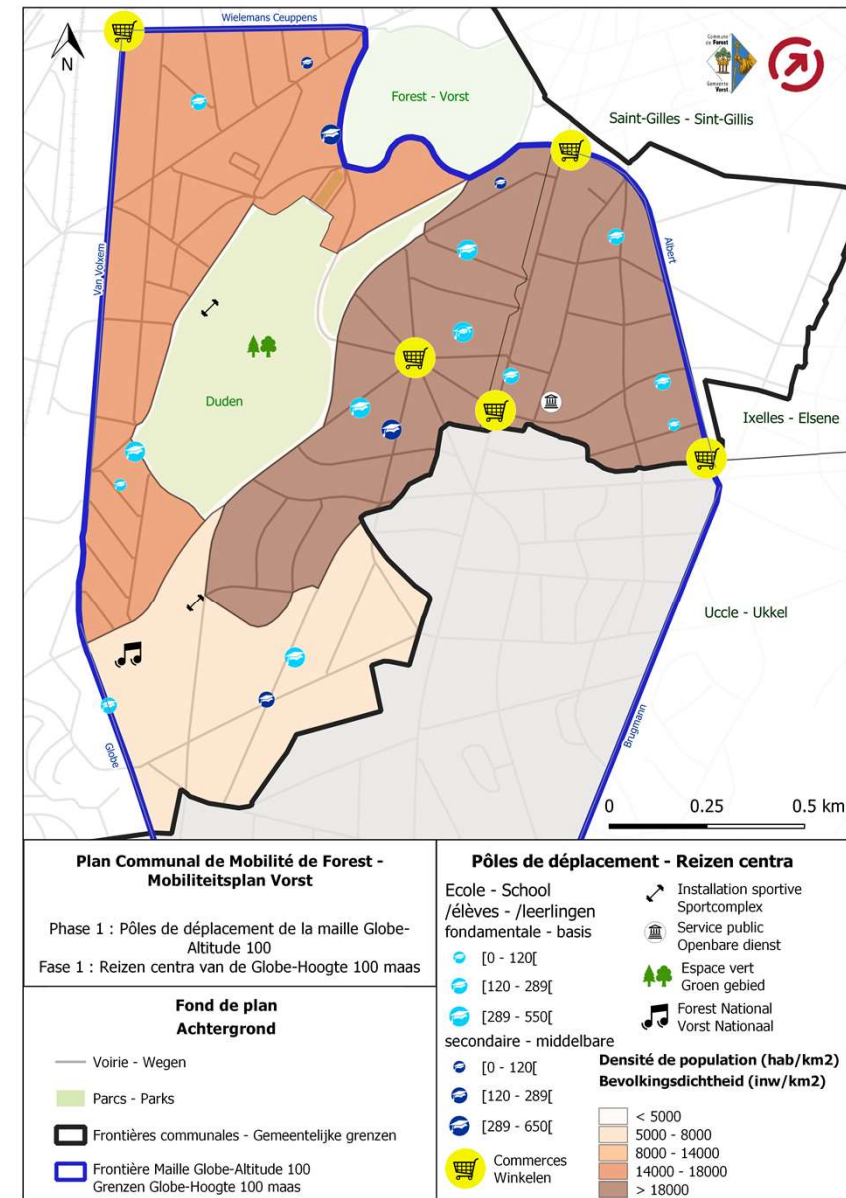 Wielemans Ceuppens
N
Commune
de Forest
Gemeente
Vorst
Forest - Vorst
Saint-Gilles - Sint-Gillis
Van Volxem
Albert
Duden
Ixelles - Elsene
Uccle - Ukkel
Globe
Brugmann
0 0.25 0.5 km
Plan Communal de Mobilité de Forest -
Mobiliteitsplan Vorst
Phase 1 : Pôles de déplacement de la maille Globe-
Altitude 100
Fase 1 : Reizen centra van de Globe-Hoogte 100 maas
Fond de plan
Achtergrond
Voirie - Wegen
Parcs - Parks
Frontières communales - Gemeentelijke grenzen
Frontière Maille Globe-Altitude 100
Grenzen Globe-Hoogte 100 maas
Pôles de déplacement - Reizen centra
Ecole - School
/élèves - /leerlingen
fondamentale - basis
[0 - 120[
[120 - 289[
[289 - 550[
secondaire - middelbare
[0 - 120[
[120 - 289[
[289 - 650[
Commerces
Winkelen
Installation sportive
Sportcomplex
Service public
Openbare dienst
Espace vert
Groen gebied
Forest National
Vorst Nationaal
Densité de population (hab/km2)
Bevolkingsdichtheid (inw/km2)
< 5000
5000 - 8000
8000 - 14000
14000 - 18000
> 18000